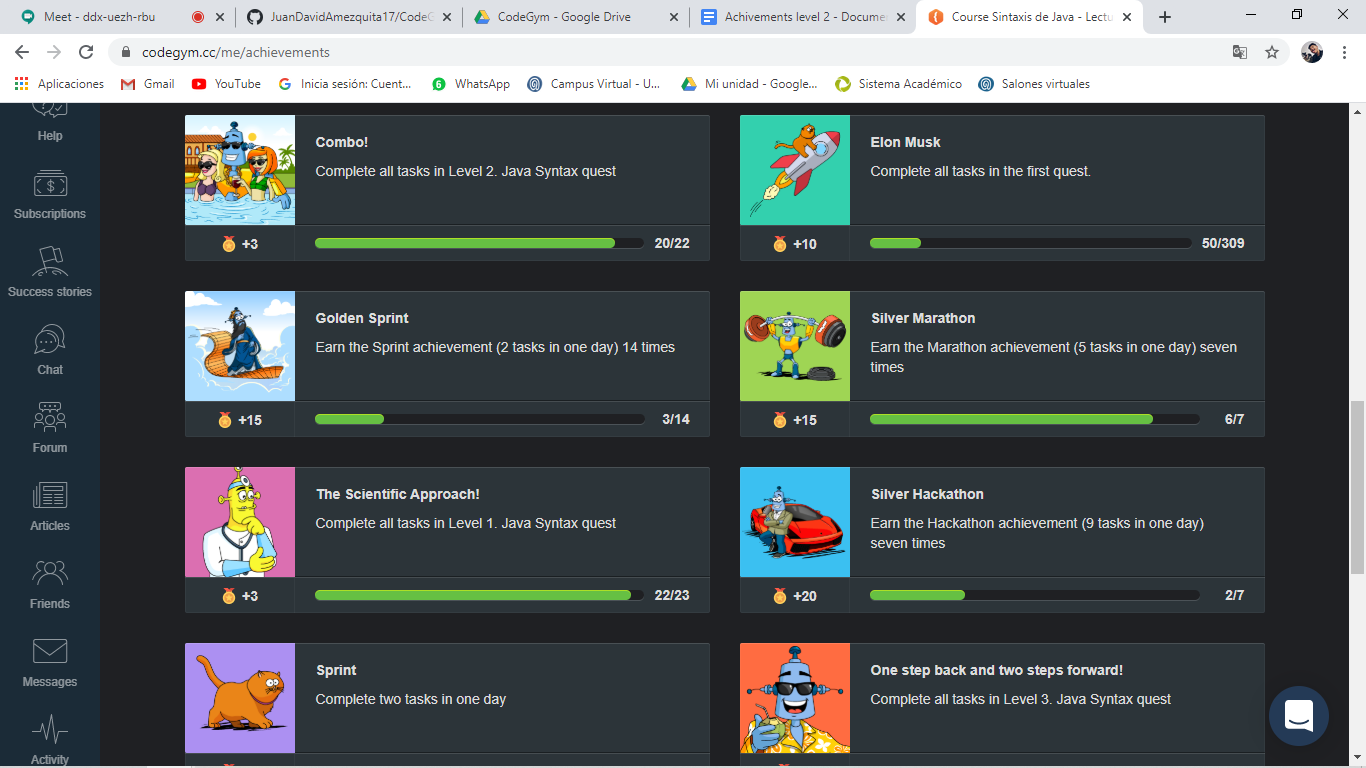 Meet - ddx-uezh-rbu
JuanDavidAmezquita17/CodeG
CodeGym - Google Drive
Achivements level 2 - Docume
Course Sintaxis de Java - Lectu
codegym.cc/me/achievements
Aplicaciones
Gmail
YouTube
Inicia sesión: Cuent...
WhatsApp
Campus Virtual - U...
Mi unidad - Google...
Sistema Académico
Salones virtuales
Help
Subscriptions
Success stories
Chat
Forum
Articles
Friends
Messages
Activity
Combo!
Complete all tasks in Level 2. Java Syntax quest
+3
20/22
Elon Musk
Complete all tasks in the first quest.
+10
50/309
Golden Sprint
Earn the Sprint achievement (2 tasks in one day) 14 times
+15
3/14
Silver Marathon
Earn the Marathon achievement (5 tasks in one day) seven
times
+15
6/7
The Scientific Approach!
Complete all tasks in Level 1. Java Syntax quest
+3
22/23
Silver Hackathon
Earn the Hackathon achievement (9 tasks in one day)
seven times
+20
2/7
Sprint
Complete two tasks in one day
One step back and two steps forward!
Complete all tasks in Level 3. Java Syntax quest